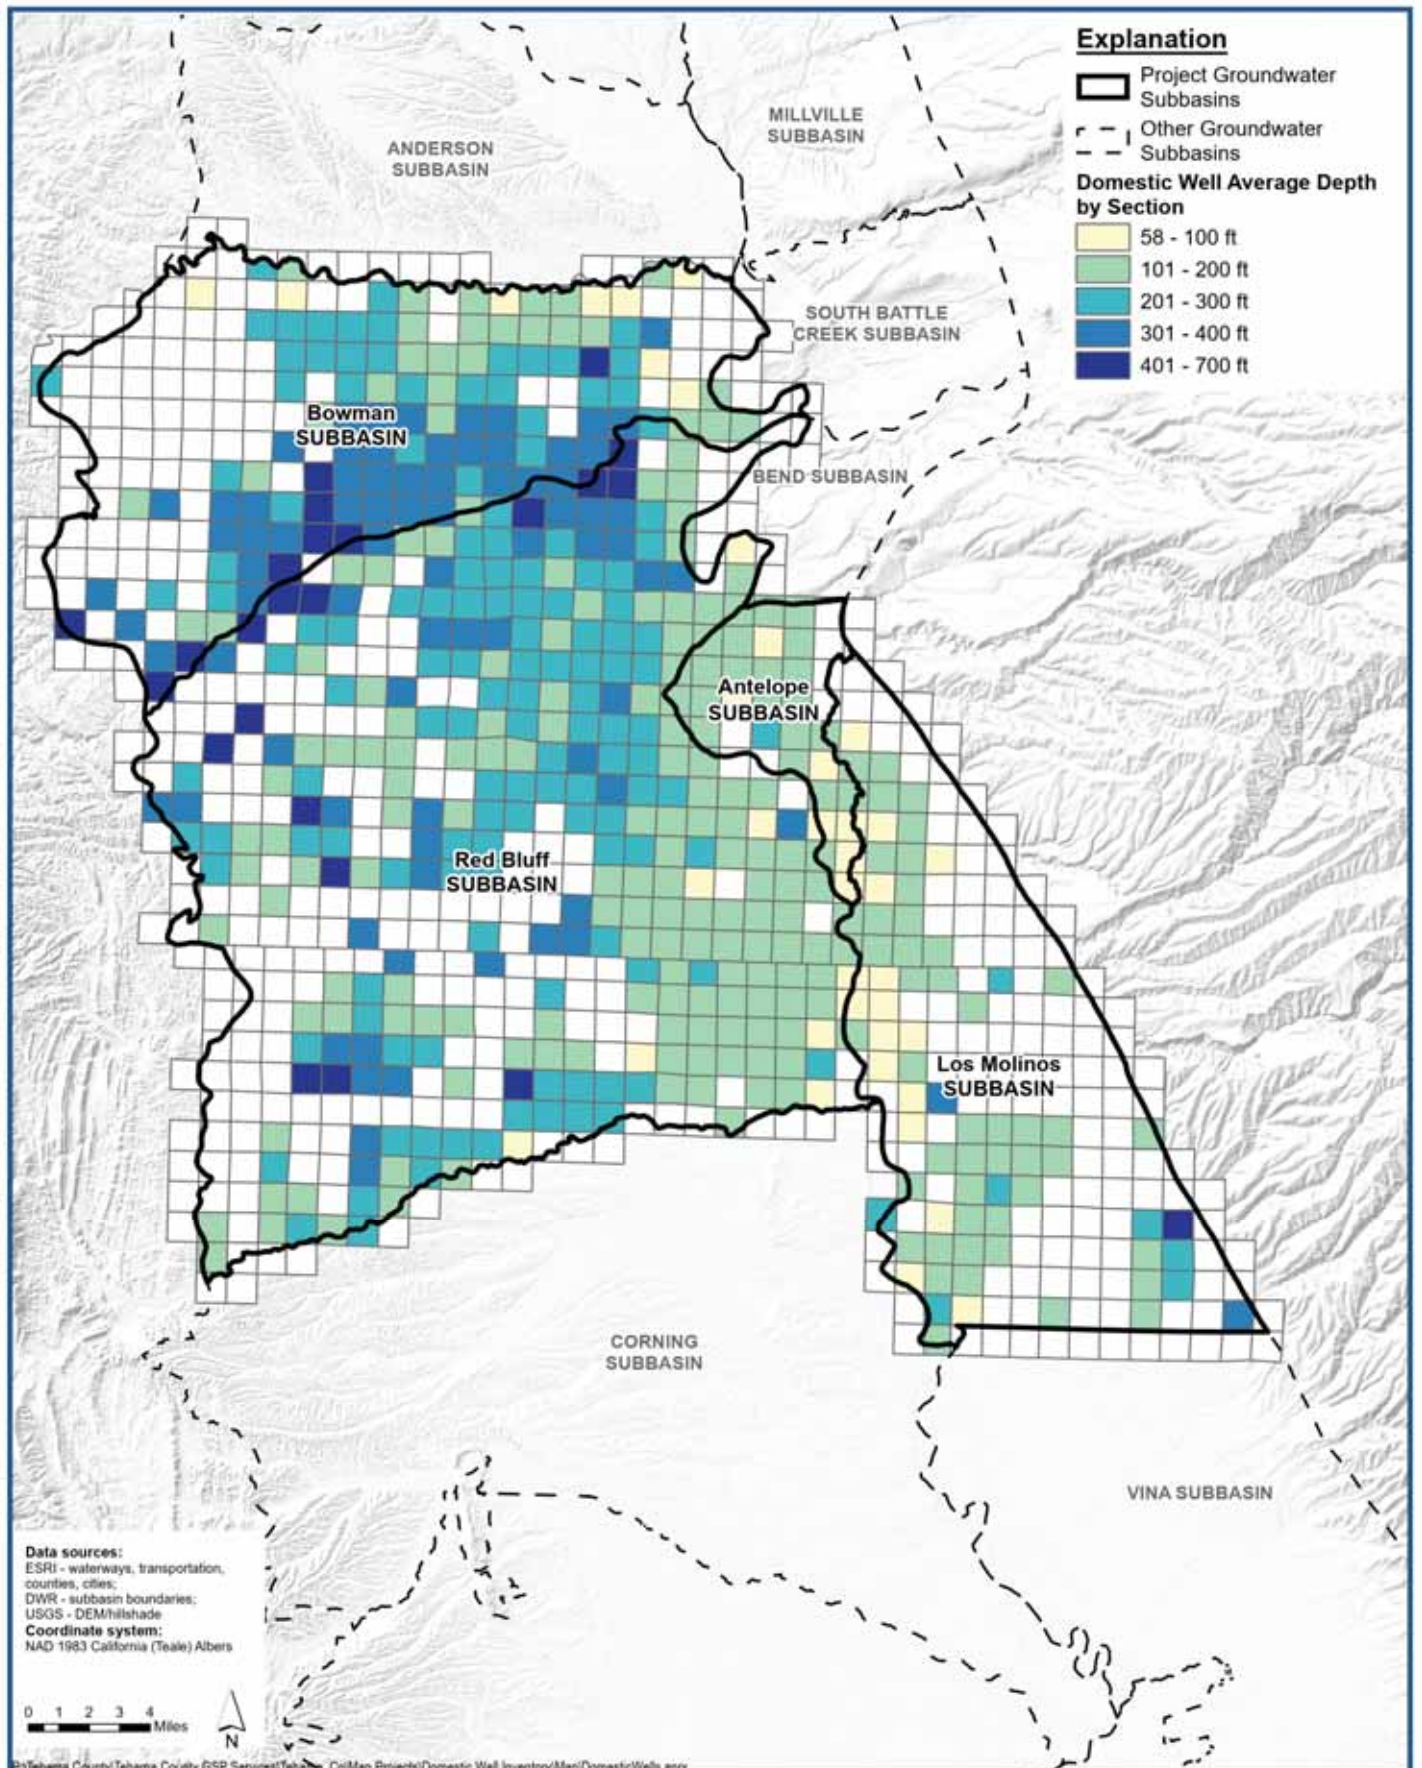 Explanation
Project Groundwater
Subbasins
Other Groundwater
Subbasins
Domestic Well Average Depth
by Section
58 - 100 ft
101 - 200 ft
201 - 300 ft
301 - 400 ft
401 - 700 ft
MILLVILLE
SUBBASIN
ANDERSON
SUBBASIN
SOUTH BATTLE
CREEK SUBBASIN
Bowman
SUBBASIN
BEND SUBBASIN
Antelope
SUBBASIN
Red Bluff
SUBBASIN
Los Molinos
SUBBASIN
CORNING
SUBBASIN
VINA SUBBASIN
Data sources:
ESRI - waterways, transportation,
counties, cities;
DWR - subbasin boundaries;
USGS - DEM/hillshade
Coordinate system:
NAD 1983 California (Teale) Albers
0 1 2 3 4
Miles
N